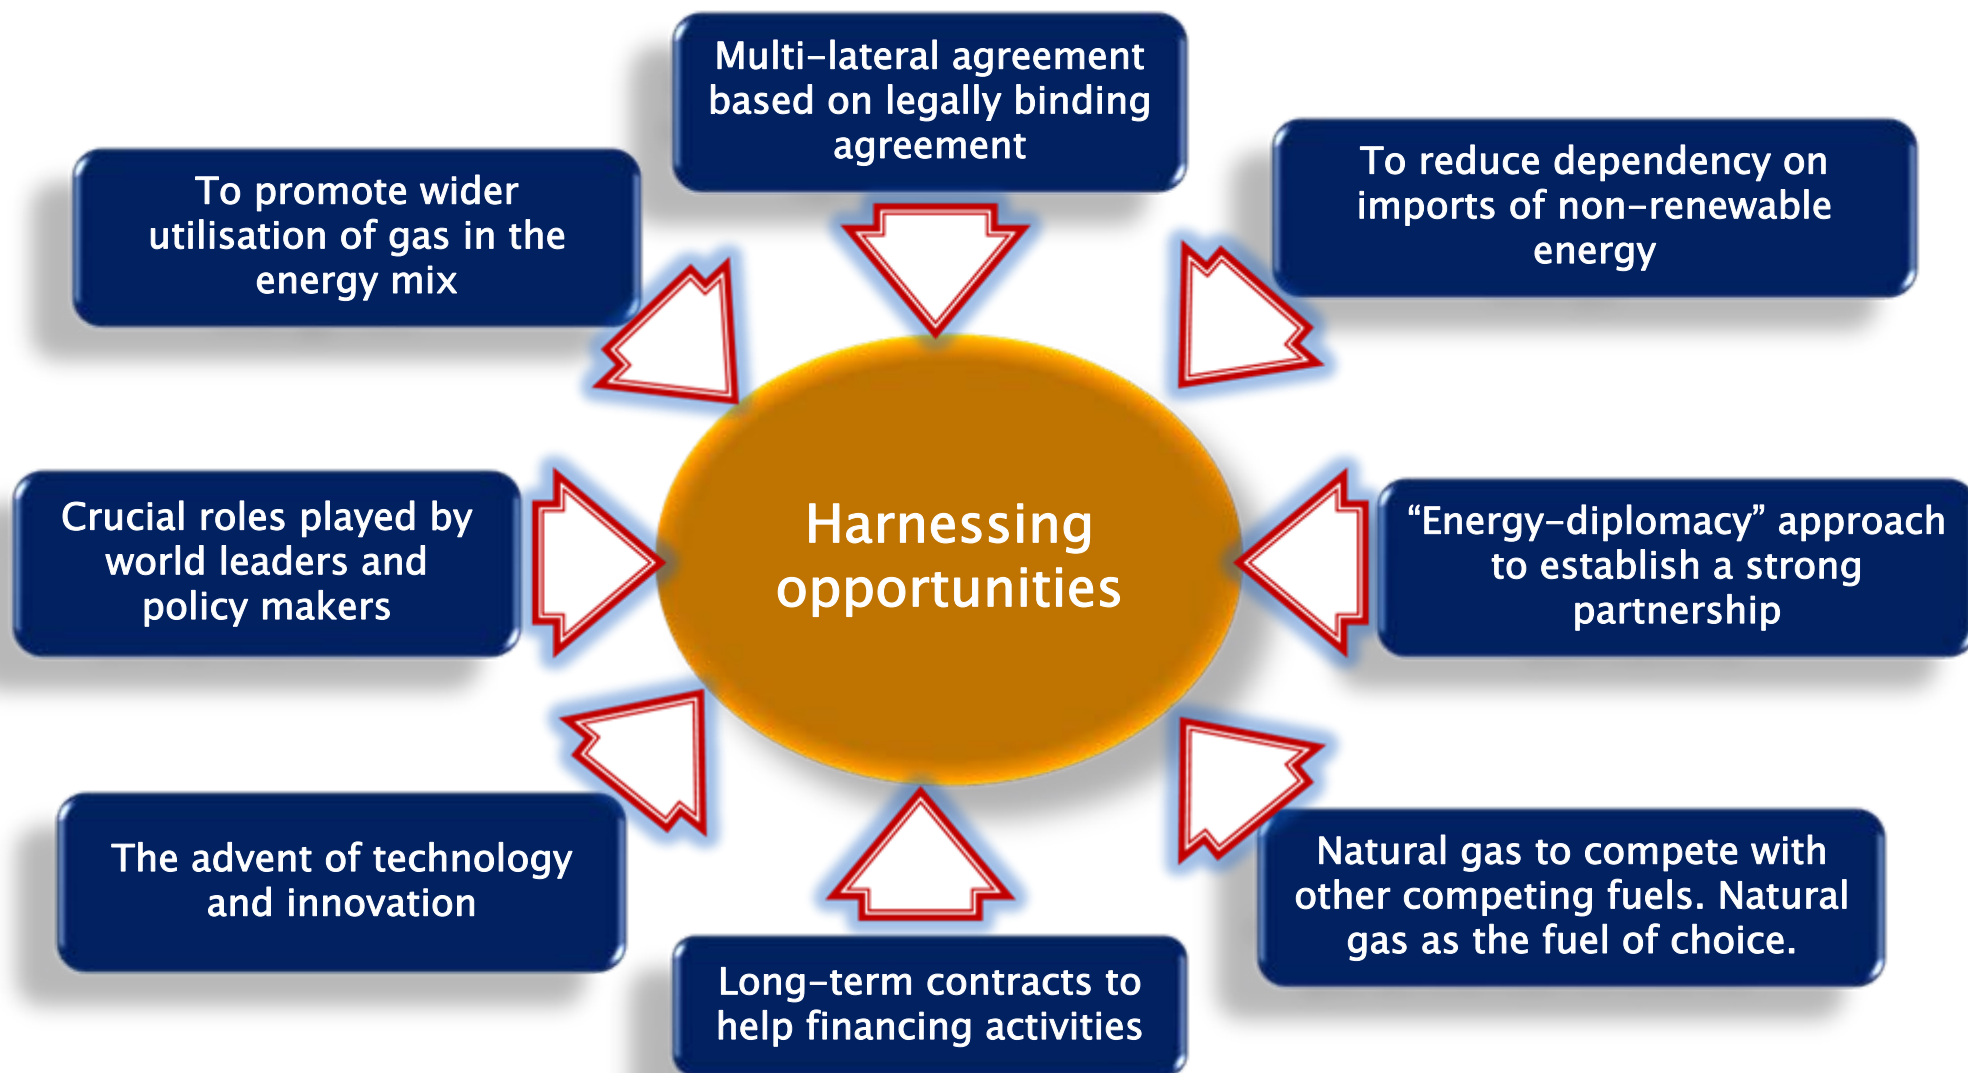 Multi-lateral agreement
based on legally binding
agreement
To promote wider
utilisation of gas in the
energy mix
To reduce dependency on
imports of non-renewable
energy
Crucial roles played by
world leaders and
policy makers
Harnessing
opportunities
“Energy-diplomacy” approach
to establish a strong
partnership
The advent of technology
and innovation
Natural gas to compete with
other competing fuels. Natural
gas as the fuel of choice.
Long-term contracts to
help financing activities